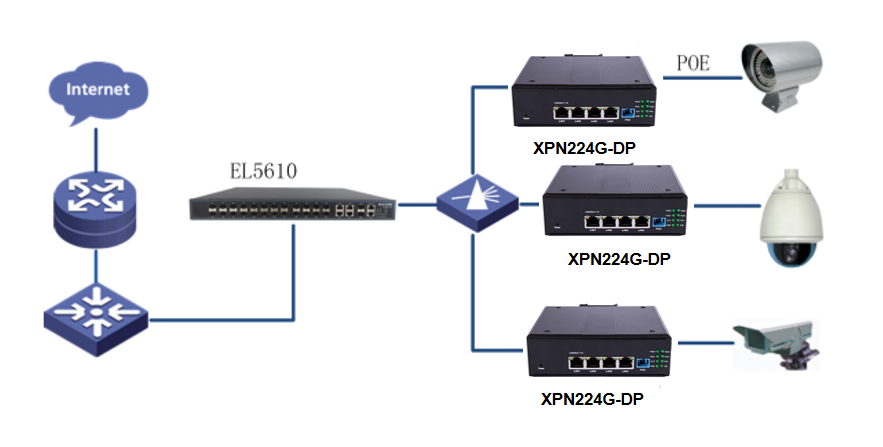 Internet
EL5610
POE
XPN224G-DP
XPN224G-DP
XPN224G-DP